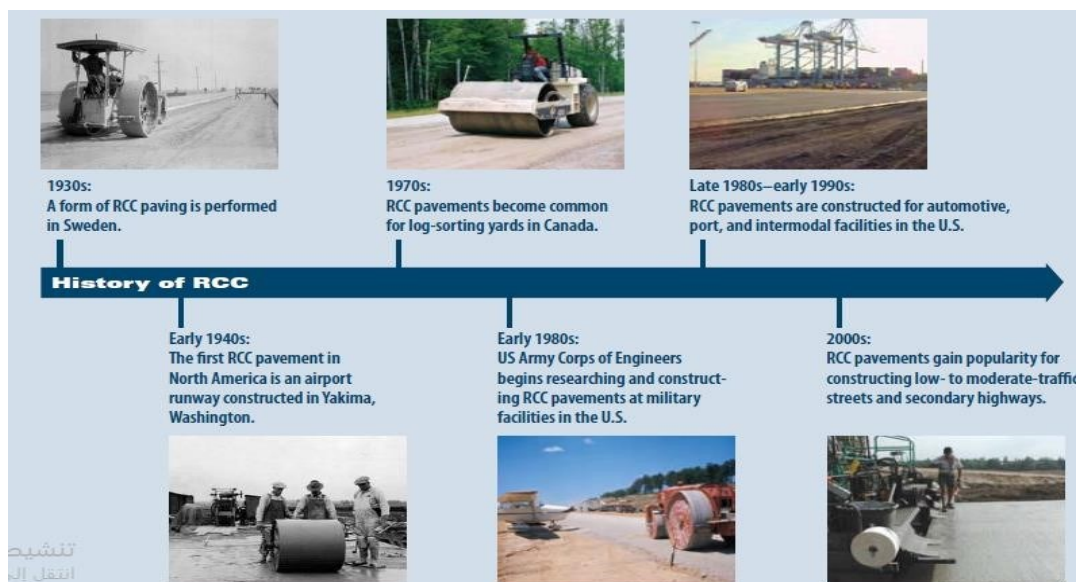 1930s:
A form of RCC paving is performed
in Sweden.
1970s:
RCC pavements become common
for log-sorting yards in Canada.
Late 1980s–early 1990s:
RCC pavements are constructed for automotive,
port, and intermodal facilities in the U.S.
History of RCC
Early 1940s:
The first RCC pavement in
North America is an airport
runway constructed in Yakima,
Washington.
Early 1980s:
US Army Corps of Engineers
begins researching and construct-
ing RCC pavements at military
facilities in the U.S.
2000s:
RCC pavements gain popularity for
constructing low- to moderate-traffic
streets and secondary highways.
تنشيط
انتقل إلى